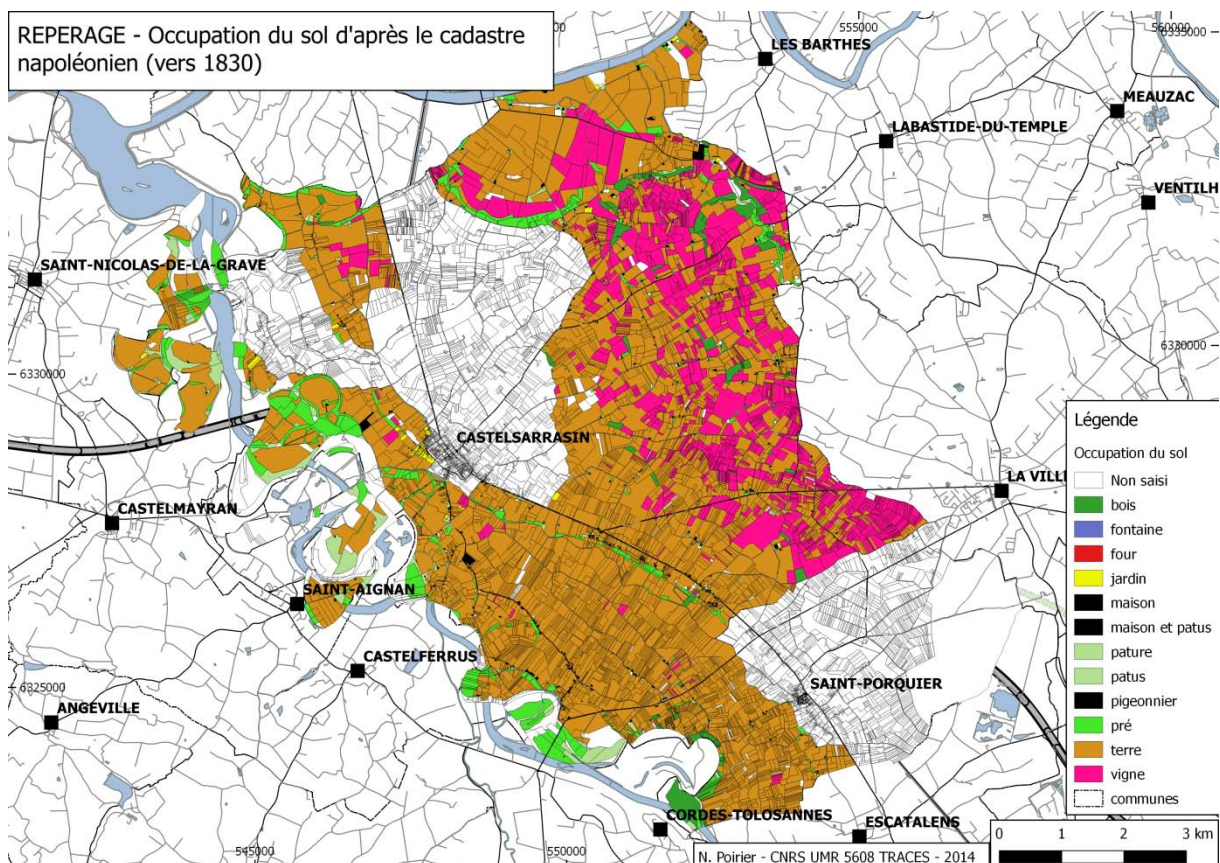 REPERAGE - Occupation du sol d'après le cadastre
napoléonien (vers 1830)
555000
560000
6335000
LES BARTHES
MEAUZAC
LABASTIDE-DU-TEMPLE
VENTILH
SAINT-NICOLAS-DE-LA-GRAVE
6330000
6330000
CASTELSARRASIN
LA VILLE
CASTELMAYRAN
SAINT-AIGNAN
CASTELFERRUS
6325000
SAINT-PORQUIER
ANGEVILLE
CORDES-TOLOSANNES
ESCATALENS
545000
550000
Légende
Occupation du sol
Non saisi
bois
fontaine
four
jardin
maison
maison et patus
pature
patus
pigeonnier
pré
terre
vigne
communes
0 1 2 3 km
N. Poirier - CNRS UMR 5608 TRACES - 2014